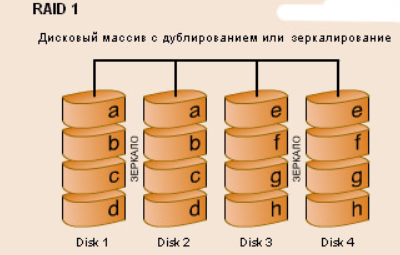 RAID 1
Дисковый массив с дублированием или зеркалирование
a a e e
b b f f
ЗЕРКАЛО ЗЕРКАЛО
c c g g
d d h h
Disk 1 Disk 2 Disk 3 Disk 4